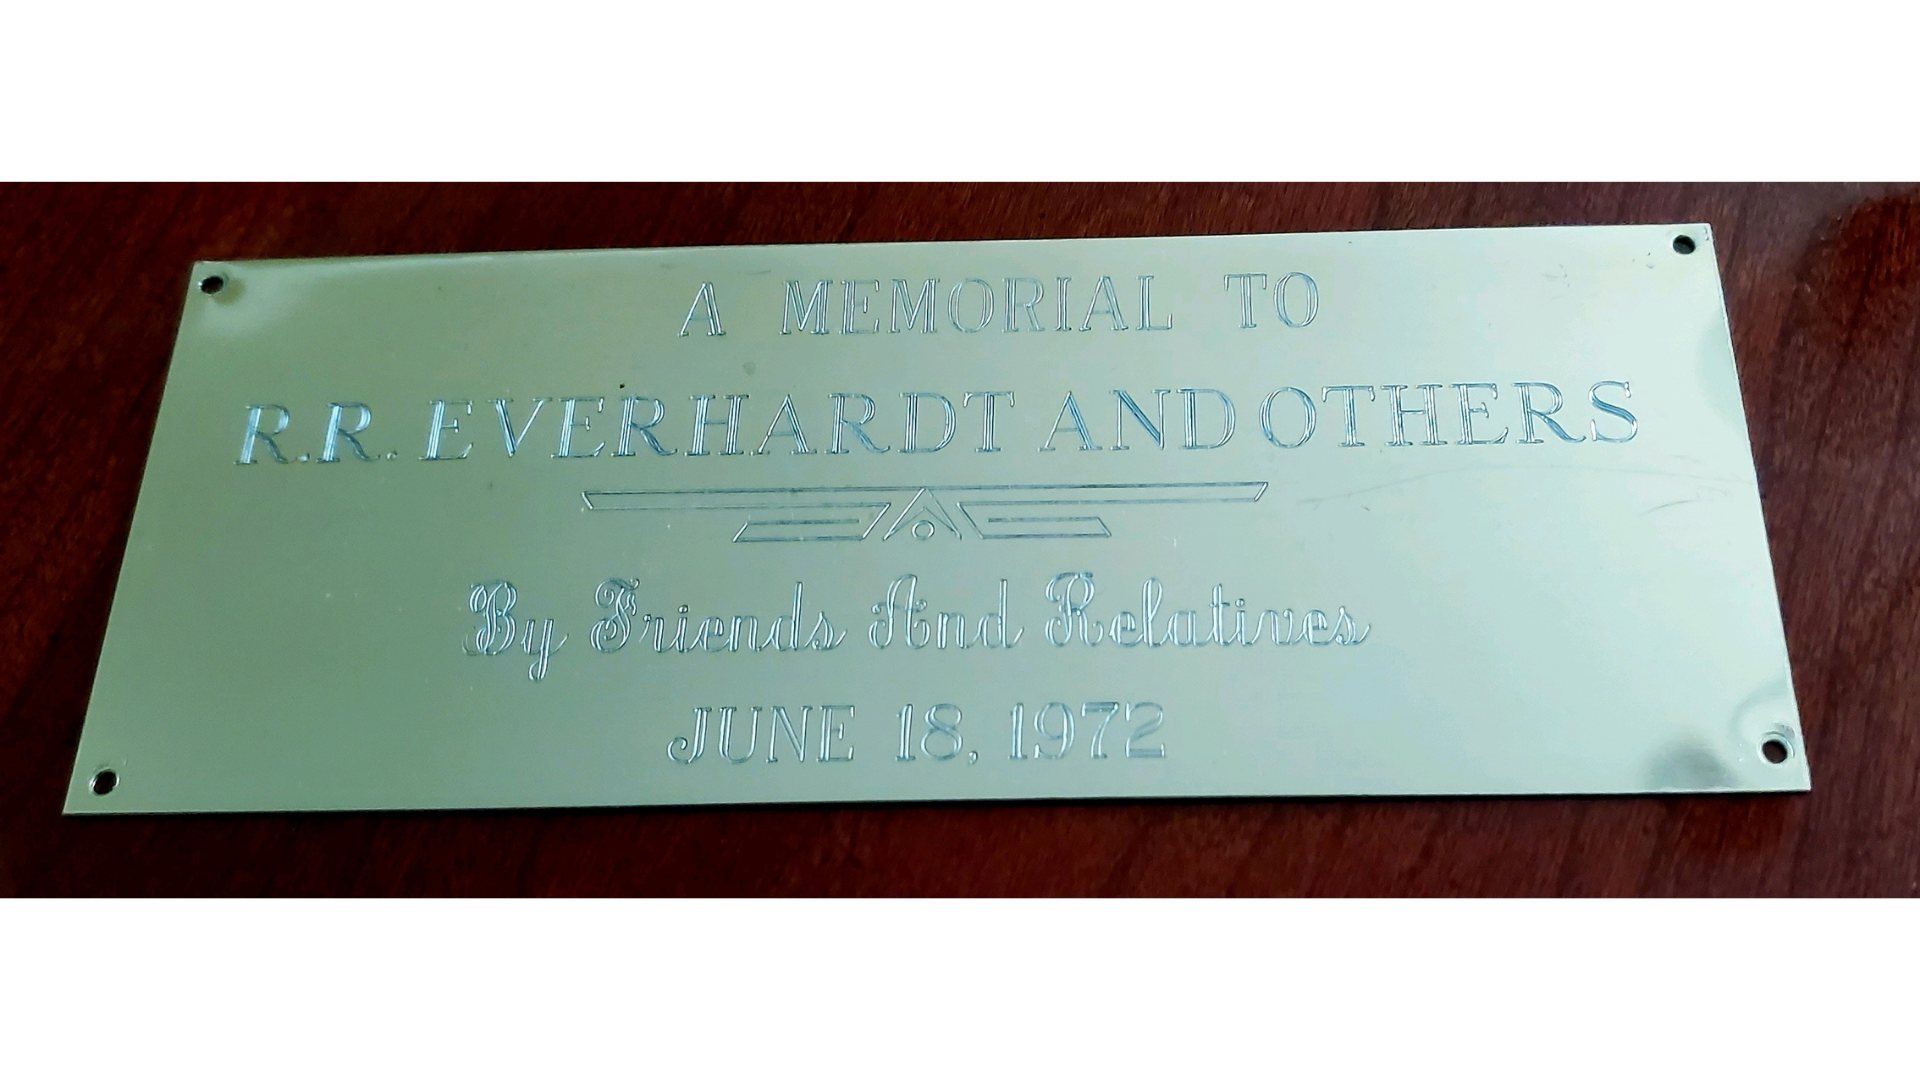 A MEMORIAL TO
R.R. EVERHARDT AND OTHERS
By Friends And Relatives
JUNE 18, 1972